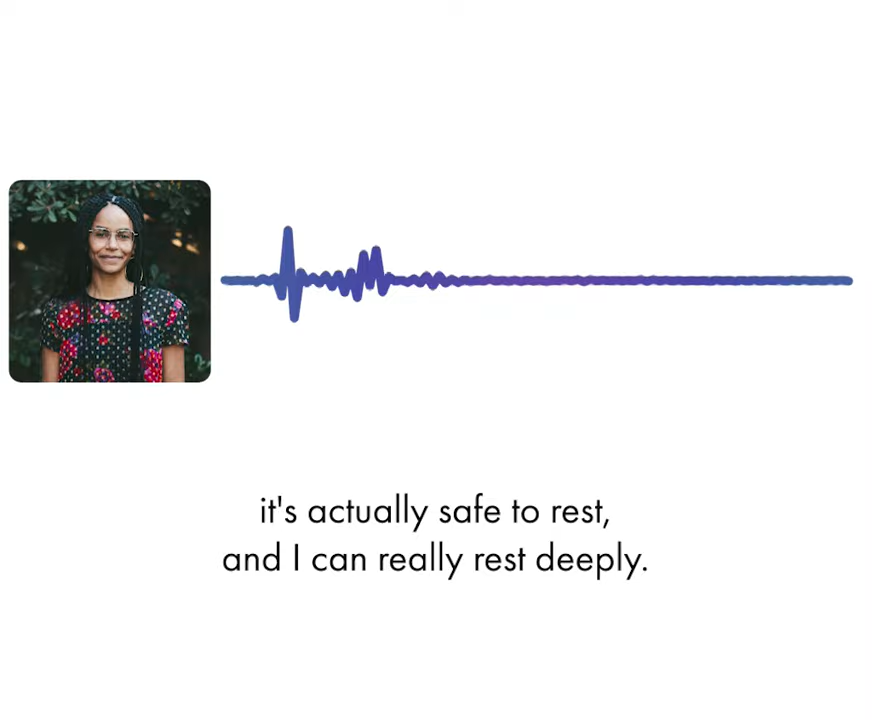 it's actually safe to rest,
and I can really rest deeply.